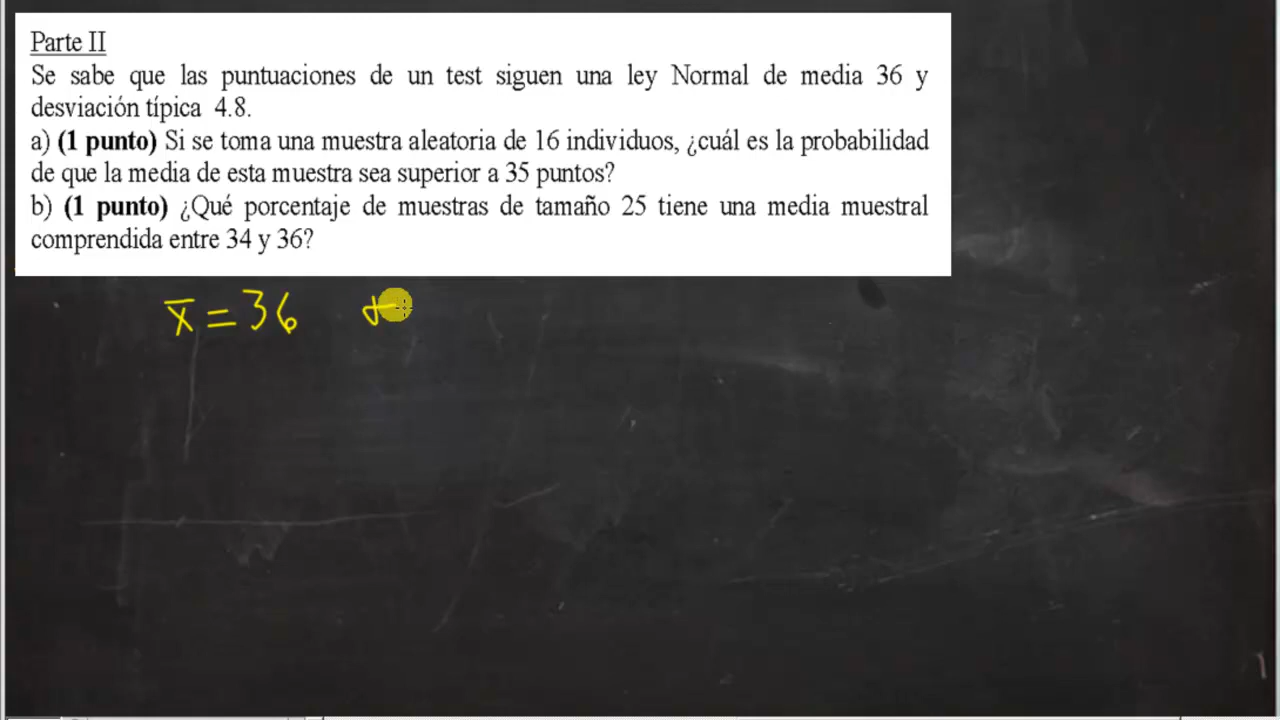 Parte II
Se sabe que las puntuaciones de un test siguen una ley Normal de media 36 y
desviación típica 4.8.
a) (1 punto) Si se toma una muestra aleatoria de 16 individuos, ¿cuál es la probabilidad
de que la media de esta muestra sea superior a 35 puntos?
b) (1 punto) ¿Qué porcentaje de muestras de tamaño 25 tiene una media muestral
comprendida entre 34 y 36?
x̄ = 36 σ